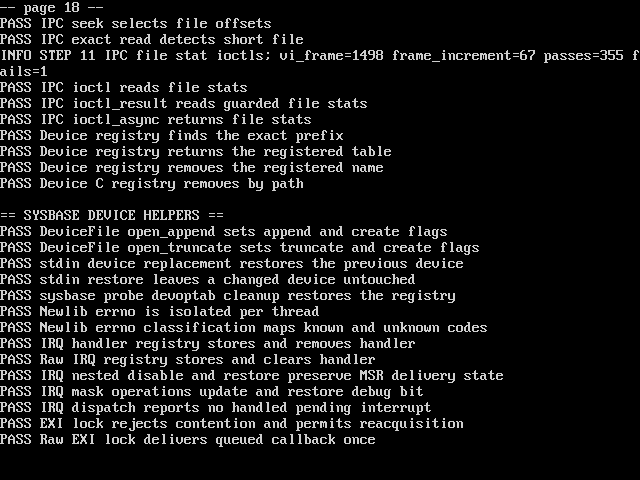 -- page 18 --
PASS IPC seek selects file offsets
PASS IPC exact read detects short file
INFO STEP 11 IPC file stat ioctls; vi_frame=1498 frame_increment=67 passes=355 f
ails=1
PASS IPC ioctl reads file stats
PASS IPC ioctl_result reads guarded file stats
PASS IPC ioctl_async returns file stats
PASS Device registry finds the exact prefix
PASS Device registry returns the registered table
PASS Device registry removes the registered name
PASS Device C registry removes by path
== SYSBASE DEVICE HELPERS ==
PASS DeviceFile open_append sets append and create flags
PASS DeviceFile open_truncate sets truncate and create flags
PASS stdin device replacement restores the previous device
PASS stdin restore leaves a changed device untouched
PASS sysbase probe devoptab cleanup restores the registry
PASS Newlib errno is isolated per thread
PASS Newlib errno classification maps known and unknown codes
PASS IRQ handler registry stores and removes handler
PASS Raw IRQ registry stores and clears handler
PASS IRQ nested disable and restore preserve MSR delivery state
PASS IRQ mask operations update and restore debug bit
PASS IRQ dispatch reports no handled pending interrupt
PASS EXI lock rejects contention and permits reacquisition
PASS Raw EXI lock delivers queued callback once